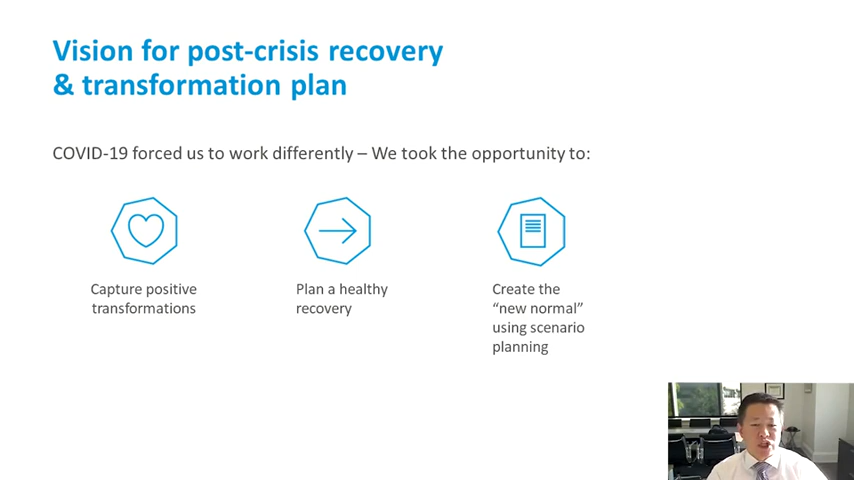 Vision for post-crisis recovery
& transformation plan
COVID-19 forced us to work differently – We took the opportunity to:
Capture positive
transformations
Plan a healthy
recovery
Create the
“new normal”
using scenario
planning